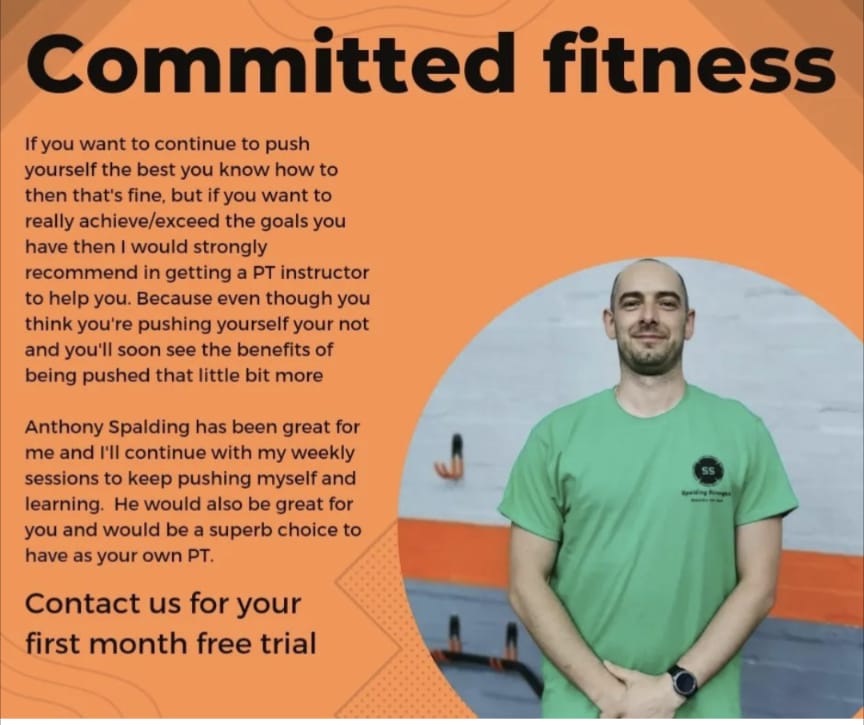 Committed fitness
If you want to continue to push
yourself the best you know how to
then that's fine, but if you want to
really achieve/exceed the goals you
have then I would strongly
recommend in getting a PT instructor
to help you. Because even though you
think you're pushing yourself your not
and you'll soon see the benefits of
being pushed that little bit more
Anthony Spalding has been great for
me and I'll continue with my weekly
sessions to keep pushing myself and
learning. He would also be great for
you and would be a superb choice to
have as your own PT.
Contact us for your
first month free trial
SS
Spalding Strength